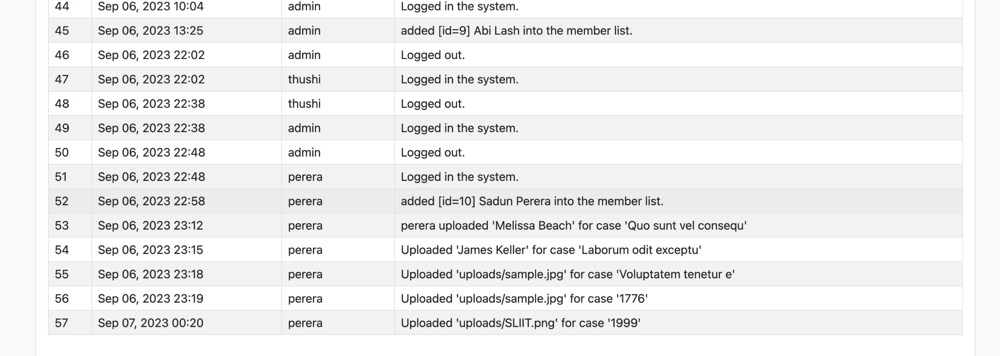 44 Sep 06, 2023 10:04 admin Logged in the system.
45 Sep 06, 2023 13:25 admin added [id=9] Abi Lash into the member list.
46 Sep 06, 2023 22:02 admin Logged out.
47 Sep 06, 2023 22:02 thushi Logged in the system.
48 Sep 06, 2023 22:38 thushi Logged out.
49 Sep 06, 2023 22:38 admin Logged in the system.
50 Sep 06, 2023 22:48 admin Logged out.
51 Sep 06, 2023 22:48 perera Logged in the system.
52 Sep 06, 2023 22:58 perera added [id=10] Sadun Perera into the member list.
53 Sep 06, 2023 23:12 perera perera uploaded 'Melissa Beach' for case 'Quo sunt vel consequ'
54 Sep 06, 2023 23:15 perera Uploaded 'James Keller' for case 'Laborum odit exceptu'
55 Sep 06, 2023 23:18 perera Uploaded 'uploads/sample.jpg' for case 'Voluptatem tenetur e'
56 Sep 06, 2023 23:19 perera Uploaded 'uploads/sample.jpg' for case '1776'
57 Sep 07, 2023 00:20 perera Uploaded 'uploads/SLIIT.png' for case '1999'